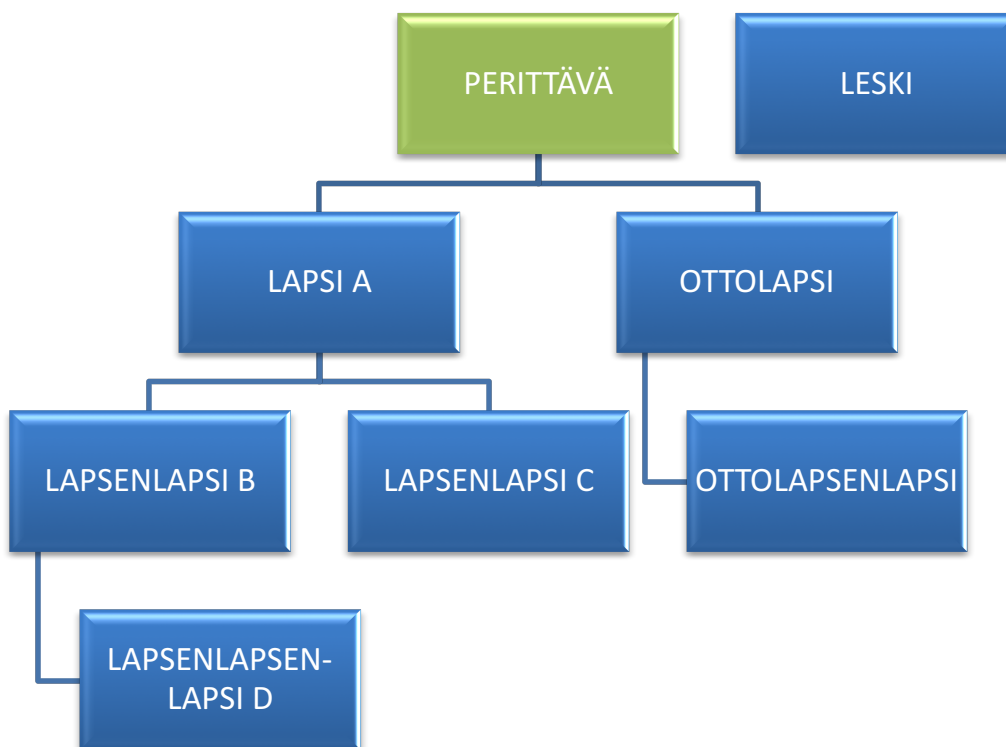 PERITTÄVÄ
LESKI
LAPSI A
OTTOLAPSI
LAPSENLAPSI B
LAPSENLAPSI C
OTTOLAPSENLAPSI
LAPSENLAPSEN-
LAPSI D